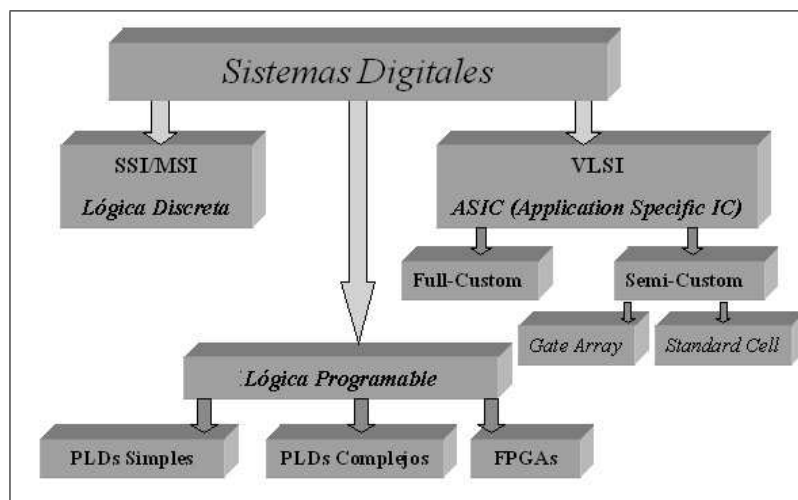 Sistemas Digitales
SSI/MSI
Lógica Discreta
VLSI
ASIC (Application Specific IC)
Full-Custom
Semi-Custom
Gate Array
Standard Cell
Lógica Programable
PLDs Simples
PLDs Complejos
FPGAs